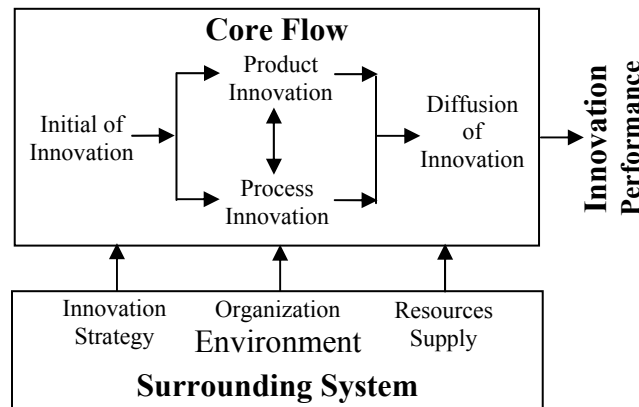 Core Flow
Product
Innovation
Initial of
Innovation
Process
Innovation
Diffusion
of
Innovation
Innovation
Performance
Innovation
Strategy
Organization
Environment
Resources
Supply
Surrounding System